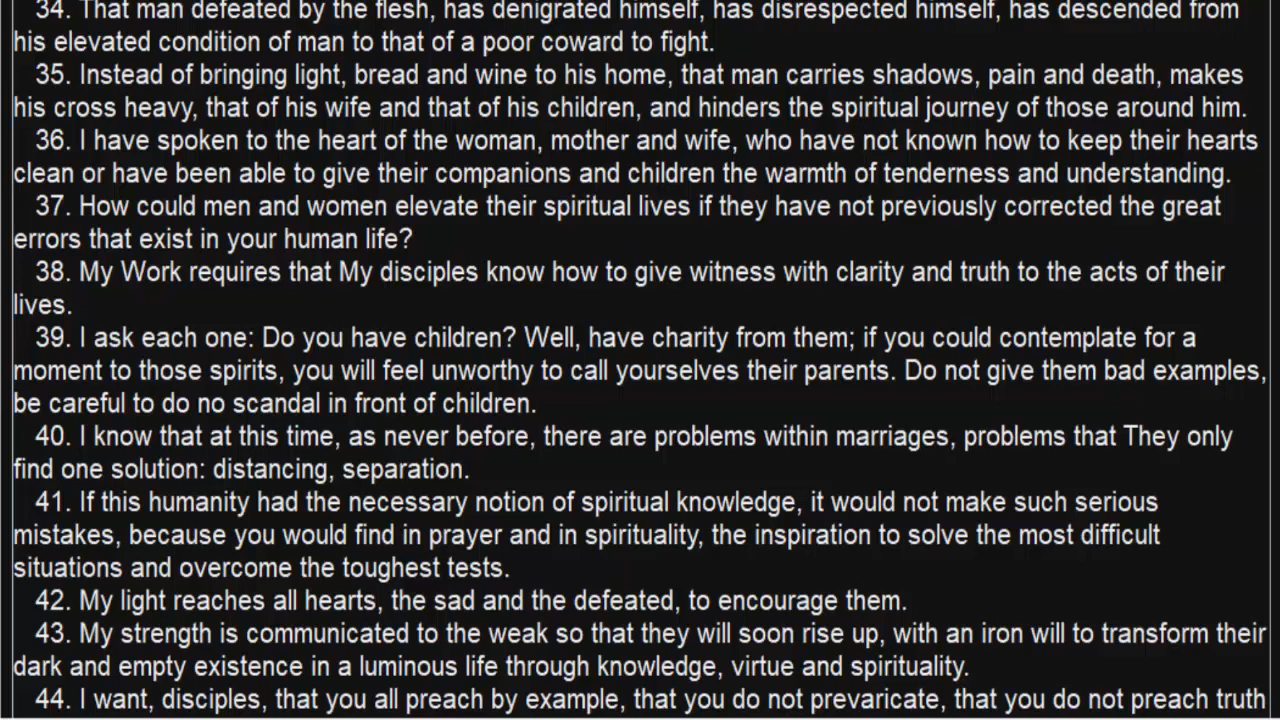 34. That man defeated by the flesh, has denigrated himself, has disrespected himself, has descended from
his elevated condition of man to that of a poor coward to fight.
35. Instead of bringing light, bread and wine to his home, that man carries shadows, pain and death, makes
his cross heavy, that of his wife and that of his children, and hinders the spiritual journey of those around him.
36. I have spoken to the heart of the woman, mother and wife, who have not known how to keep their hearts
clean or have been able to give their companions and children the warmth of tenderness and understanding.
37. How could men and women elevate their spiritual lives if they have not previously corrected the great
errors that exist in your human life?
38. My Work requires that My disciples know how to give witness with clarity and truth to the acts of their
lives.
39. I ask each one: Do you have children? Well, have charity from them; if you could contemplate for a
moment to those spirits, you will feel unworthy to call yourselves their parents. Do not give them bad examples,
be careful to do no scandal in front of children.
40. I know that at this time, as never before, there are problems within marriages, problems that They only
find one solution: distancing, separation.
41. If this humanity had the necessary notion of spiritual knowledge, it would not make such serious
mistakes, because you would find in prayer and in spirituality, the inspiration to solve the most difficult
situations and overcome the toughest tests.
42. My light reaches all hearts, the sad and the defeated, to encourage them.
43. My strength is communicated to the weak so that they will soon rise up, with an iron will to transform their
dark and empty existence in a luminous life through knowledge, virtue and spirituality.
44. I want, disciples, that you all preach by example, that you do not prevaricate, that you do not preach truth